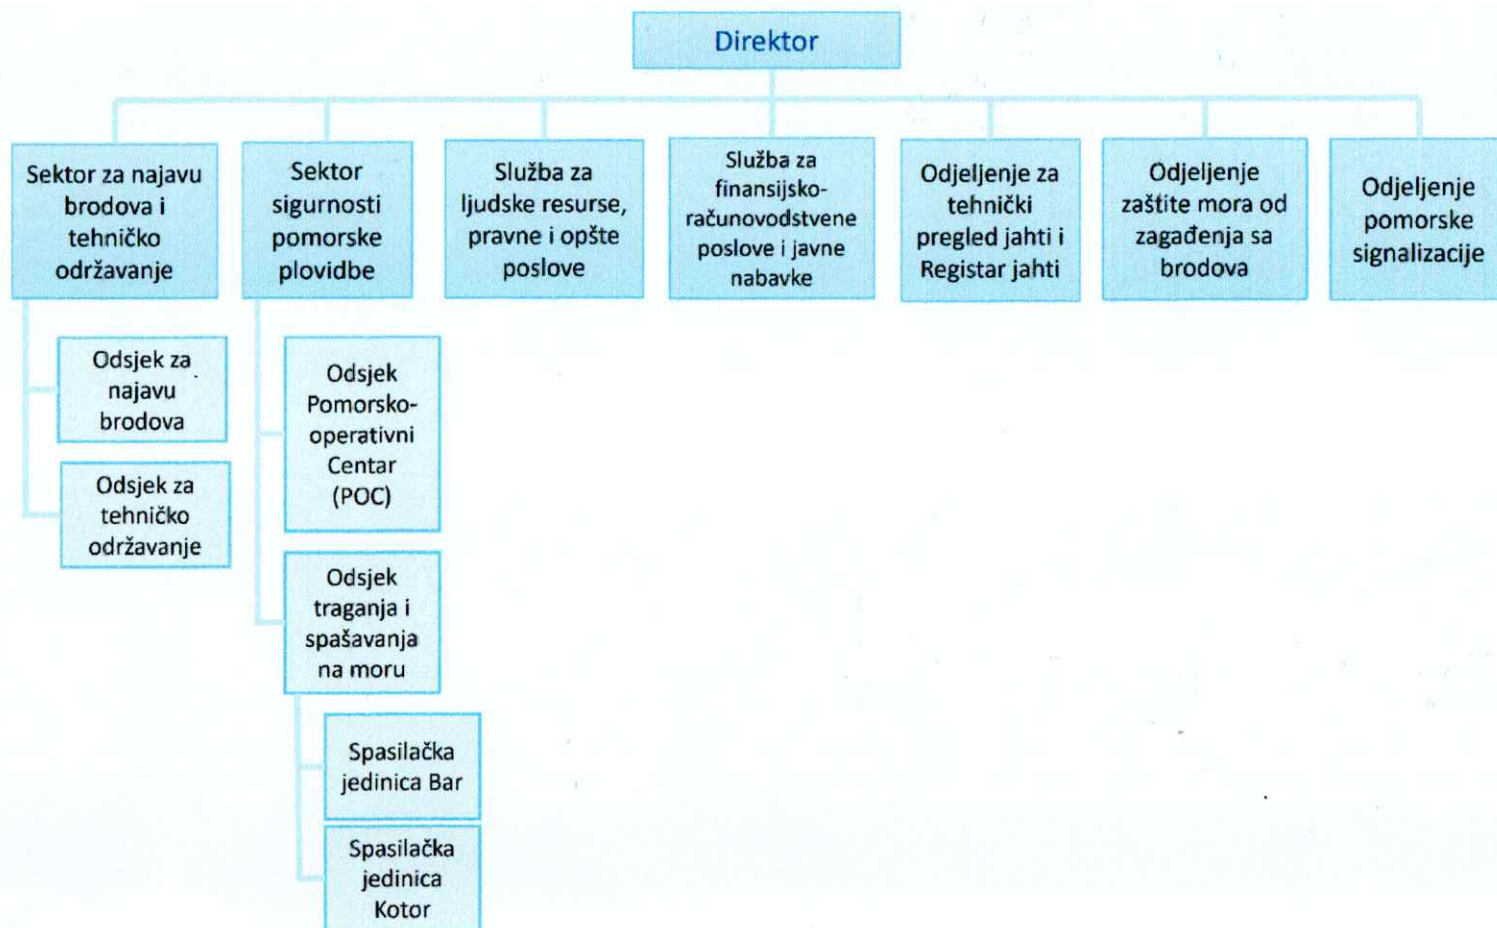 Direktor
Sektor za najavu
brodova i
tehničko
održavanje
Sektor
sigurnosti
pomorske
plovidbe
Služba za
ljudske resurse,
pravne i opšte
poslove
Služba za
finansijsko-
računovodstvene
poslove i javne
nabavke
Odjeljenje za
tehnički
pregled jahti i
Registar jahti
Odjeljenje
zaštite mora od
zagađenja sa
brodova
Odjeljenje
pomorske
signalizacije
Odsjek za
najavu
brodova
Odsjek za
tehničko
održavanje
Odsjek
Pomorsko-
operativni
Centar
(POC)
Odsjek
traganja i
spašavanja
na moru
Spasilačka
jedinica Bar
Spasilačka
jedinica
Kotor